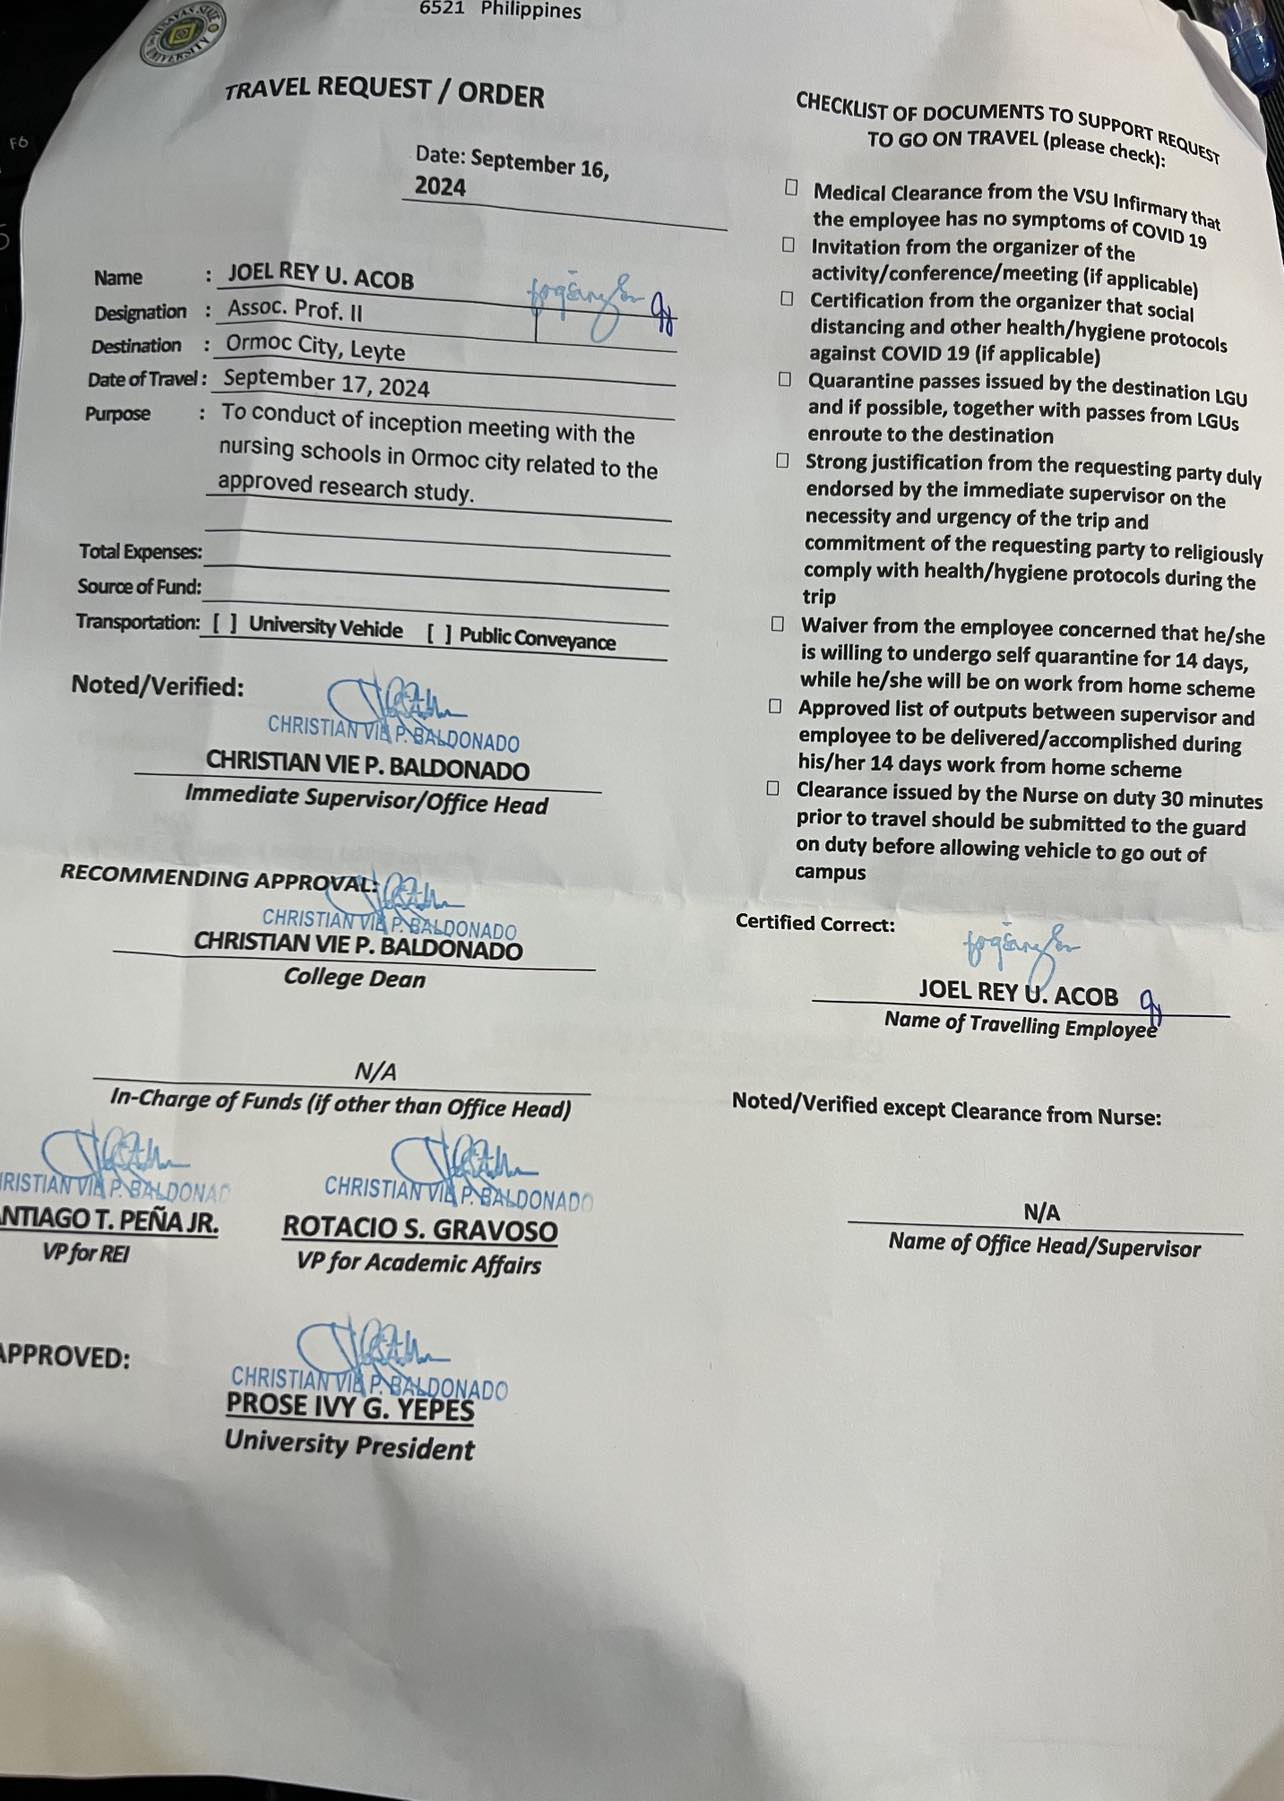 6521 Philippines
VISAYAS STATE UNIVERSITY
TRAVEL REQUEST / ORDER
Date: September 16,
2024
Name : JOEL REY U. ACOB
Designation : Assoc. Prof. II
Destination : Ormoc City, Leyte
Date of Travel : September 17, 2024
Purpose : To conduct of inception meeting with the
nursing schools in Ormoc city related to the
approved research study.
Total Expenses:
Source of Fund:
Transportation: [ ] University Vehicle [ ] Public Conveyance
Noted/Verified:
CHRISTIAN VIE P. BALDONADO
CHRISTIAN VIE P. BALDONADO
Immediate Supervisor/Office Head
RECOMMENDING APPROVAL:
CHRISTIAN VIE P. BALDONADO
CHRISTIAN VIE P. BALDONADO
College Dean
N/A
In-Charge of Funds (if other than Office Head)
RISTIAN VIE P. BALDONAD
NTIAGO T. PEÑA JR.
VP for REI
CHRISTIAN VIE P. BALDONADO
ROTACIO S. GRAVOSO
VP for Academic Affairs
APPROVED:
CHRISTIAN VIE P. BALDONADO
PROSE IVY G. YEPES
University President
CHECKLIST OF DOCUMENTS TO SUPPORT REQUEST
TO GO ON TRAVEL (please check):
Medical Clearance from the VSU Infirmary that
the employee has no symptoms of COVID 19
Invitation from the organizer of the
activity/conference/meeting (if applicable)
Certification from the organizer that social
distancing and other health/hygiene protocols
against COVID 19 (if applicable)
Quarantine passes issued by the destination LGU
and if possible, together with passes from LGUs
enroute to the destination
Strong justification from the requesting party duly
endorsed by the immediate supervisor on the
necessity and urgency of the trip and
commitment of the requesting party to religiously
comply with health/hygiene protocols during the
trip
Waiver from the employee concerned that he/she
is willing to undergo self quarantine for 14 days,
while he/she will be on work from home scheme
Approved list of outputs between supervisor and
employee to be delivered/accomplished during
his/her 14 days work from home scheme
Clearance issued by the Nurse on duty 30 minutes
prior to travel should be submitted to the guard
on duty before allowing vehicle to go out of
campus
Certified Correct:
JOEL REY U. ACOB
Name of Travelling Employee
Noted/Verified except Clearance from Nurse:
N/A
Name of Office Head/Supervisor
F6
5